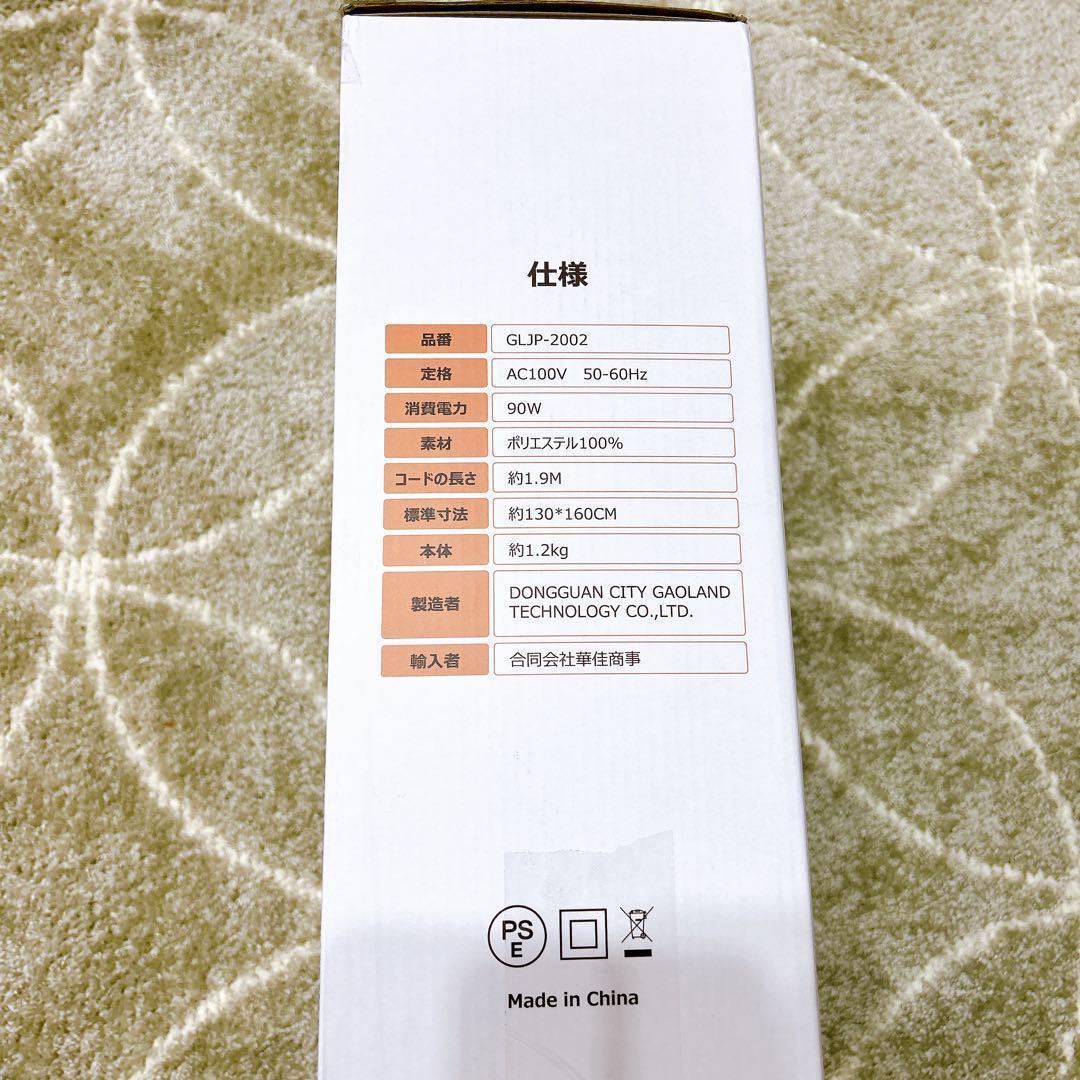 仕様
品番 GLJP-2002
定格 AC100V 50-60Hz
消費電力 90W
素材 ポリエステル100%
コードの長さ 約1.9M
標準寸法 約130*160CM
本体 約1.2kg
製造者 DONGGUAN CITY GAOLAND
TECHNOLOGY CO.,LTD.
輸入者 合同会社華佳商事
PS
E
Made in China